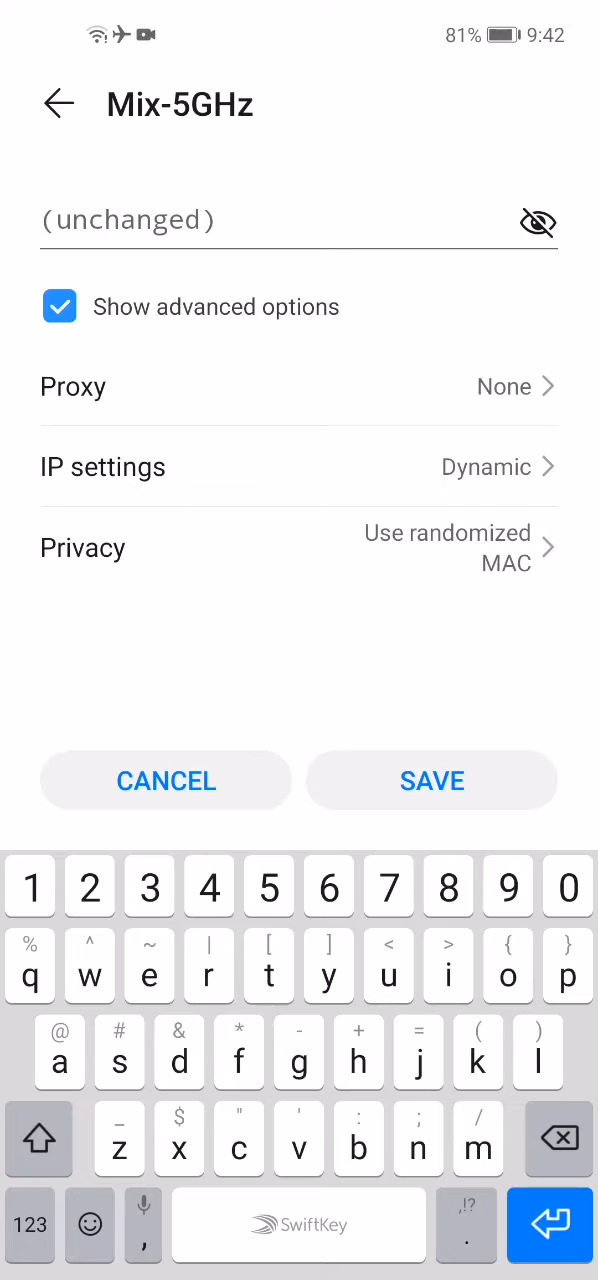 81% 9:42
Mix-5GHz
(unchanged)
Show advanced options
Proxy None
IP settings Dynamic
Privacy Use randomized
MAC
CANCEL SAVE
1 2 3 4 5 6 7 8 9 0
% ^ ~ | [ ] < > { }
q w e r t y u i o p
@ # & * - + = ( )
a s d f g h j k l
_ $ " ' : ; /
z x c v b n m
,!?
123 , SwiftKey .